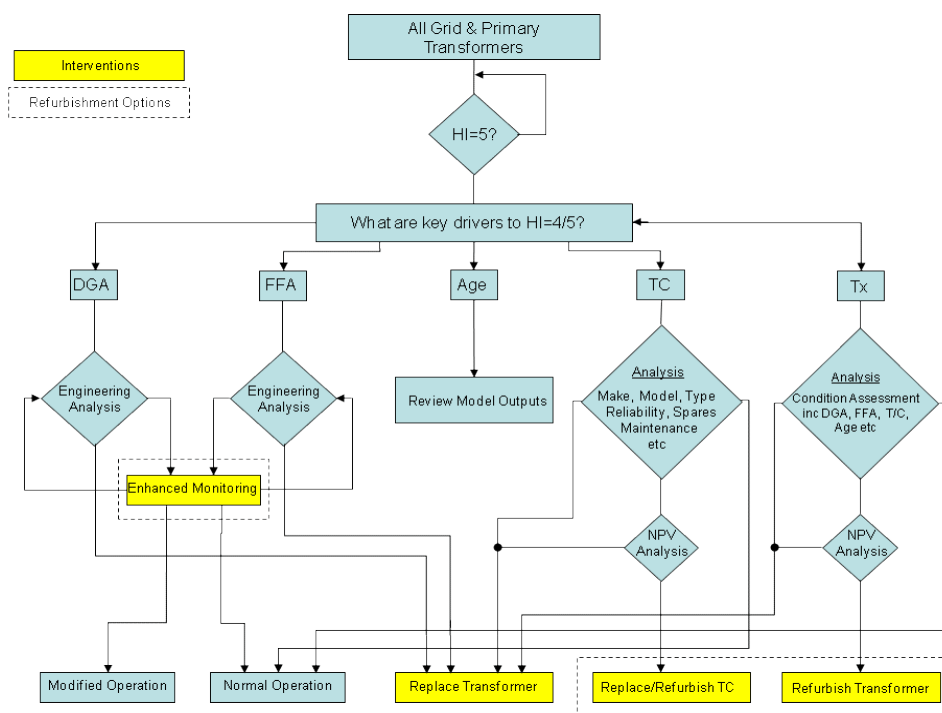 All Grid & Primary
Transformers
Interventions
Refurbishment Options
HI=5?
What are key drivers to HI=4/5?
DGA
FFA
Age
TC
Tx
Engineering
Analysis
Engineering
Analysis
Review Model Outputs
Analysis
Make, Model, Type
Reliability, Spares
Maintenance
etc
Analysis
Condition Assessment
inc DGA, FFA, T/C,
Age etc
Enhanced Monitoring
NPV
Analysis
NPV
Analysis
Modified Operation
Normal Operation
Replace Transformer
Replace/Refurbish TC
Refurbish Transformer